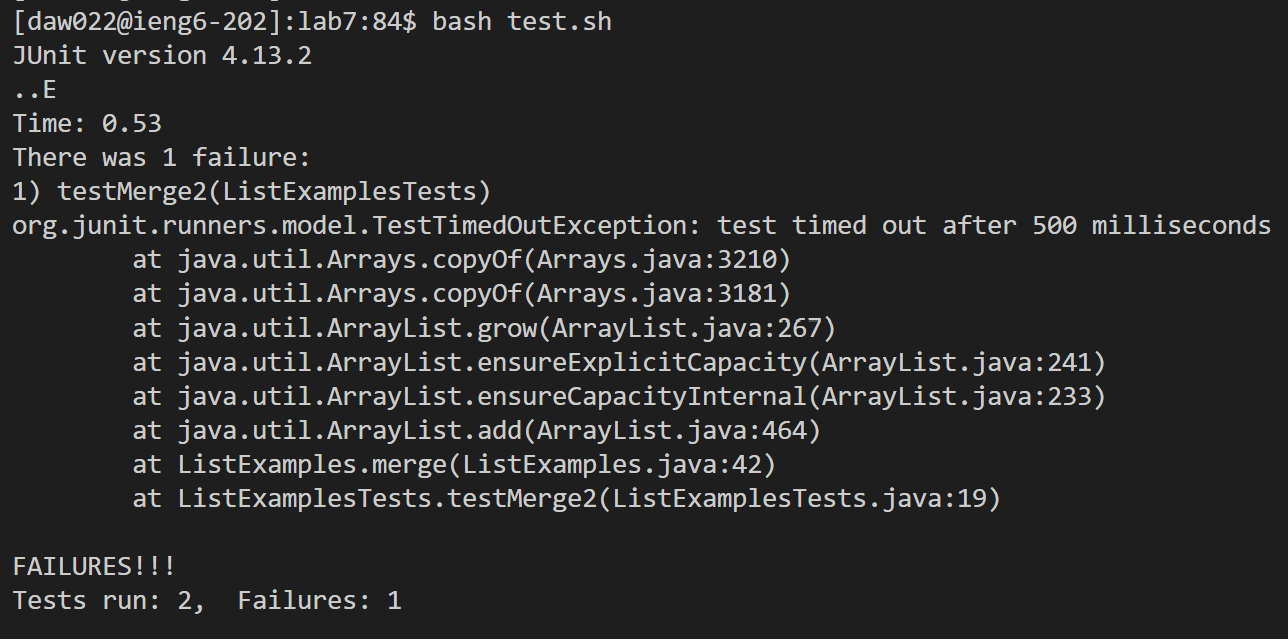 [daw022@ieng6-202]:lab7:84$ bash test.sh
JUnit version 4.13.2
..E
Time: 0.53
There was 1 failure:
1) testMerge2(ListExamplesTests)
org.junit.runners.model.TestTimedOutException: test timed out after 500 milliseconds
        at java.util.Arrays.copyOf(Arrays.java:3210)
        at java.util.Arrays.copyOf(Arrays.java:3181)
        at java.util.ArrayList.grow(ArrayList.java:267)
        at java.util.ArrayList.ensureExplicitCapacity(ArrayList.java:241)
        at java.util.ArrayList.ensureCapacityInternal(ArrayList.java:233)
        at java.util.ArrayList.add(ArrayList.java:464)
        at ListExamples.merge(ListExamples.java:42)
        at ListExamplesTests.testMerge2(ListExamplesTests.java:19)

FAILURES!!!
Tests run: 2,  Failures: 1